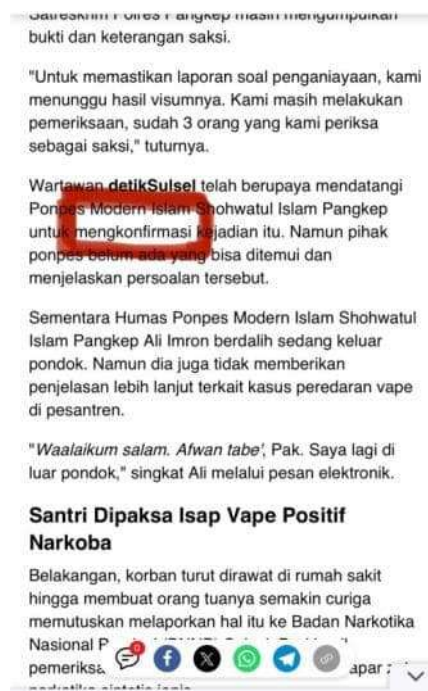 Satreskrim Polres Pangkep masih mengumpulkan
bukti dan keterangan saksi.
"Untuk memastikan laporan soal penganiayaan, kami
menunggu hasil visumnya. Kami masih melakukan
pemeriksaan, sudah 3 orang yang kami periksa
sebagai saksi," tuturnya.
Wartawan detikSulsel telah berupaya mendatangi
Ponpes Modern Islam Shohwatul Islam Pangkep
untuk mengkonfirmasi kejadian itu. Namun pihak
ponpes belum ada yang bisa ditemui dan
menjelaskan persoalan tersebut.
Sementara Humas Ponpes Modern Islam Shohwatul
Islam Pangkep Ali Imron berdalih sedang keluar
pondok. Namun dia juga tidak memberikan
penjelasan lebih lanjut terkait kasus peredaran vape
di pesantren.
"Waalaikum salam. Afwan tabe', Pak. Saya lagi di
luar pondok," singkat Ali melalui pesan elektronik.
Santri Dipaksa Isap Vape Positif
Narkoba
Belakangan, korban turut dirawat di rumah sakit
hingga membuat orang tuanya semakin curiga
memutuskan melaporkan hal itu ke Badan Narkotika
Nasional